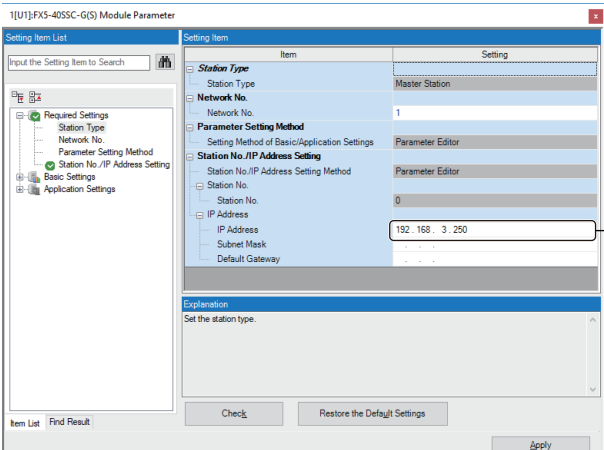 1[U1]:FX5-40SSC-G(S) Module Parameter
x
Setting Item List
Setting Item
Input the Setting Item to Search
Item Setting
Station Type
Station Type Master Station
Network No.
Network No. 1
Parameter Setting Method
Setting Method of Basic/Application Settings Parameter Editor
Station No./IP Address Setting
Station No./IP Address Setting Method Parameter Editor
Station No.
Station No. 0
IP Address
IP Address 192 . 168 . 3 . 250
Subnet Mask . . .
Default Gateway . . .
Required Settings
Station Type
Network No.
Parameter Setting Method
Station No./IP Address Setting
Basic Settings
Application Settings
Explanation
Set the station type.
Check
Restore the Default Settings
Item List
Find Result
Apply